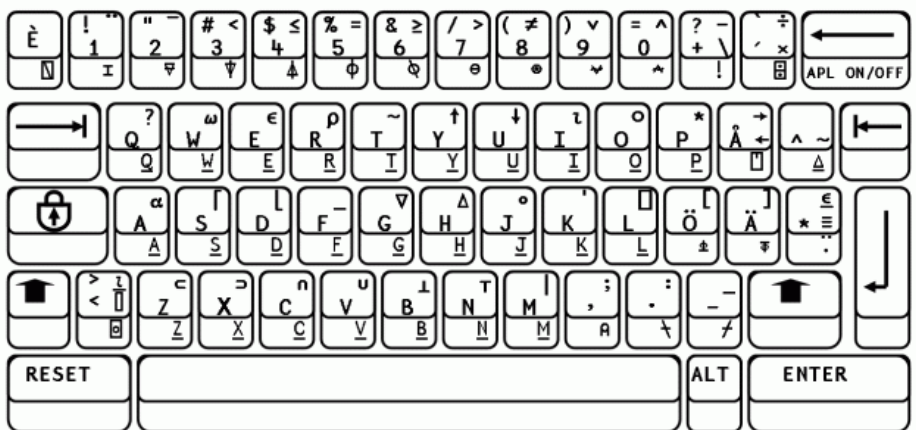 È ! ¨ 1 ⌶ " ¯ 2 ⍫ # < 3 ⍒ $ ≤ 4 ⍋ % = 5 ⌽ & ≥ 6 ⍉ / > 7 ⊖ ( ≠ 8 ⍟ ) ∨ 9 ⍱ = ∧ 0 ⍲ ? − + \ ! ` ÷ ´ × ⌹ APL ON/OFF
? Q Q̲ ω W W̲ ϵ E E̲ ρ R R̲ ~ T T̲ ↑ Y Y̲ ↓ U U̲ ι I I̲ ○ O O̲ * P P̲ → Å ← ⍞ ^ ~ ⍙
α A A̲ ⌈ S S̲ ⌊ D D̲ _ F F̲ ∇ G G̲ ∆ H H̲ ∘ J J̲ ' K K̲ ⎕ L L̲ [ Ö ⍎ ] Ä ⍕ ⍷ * ≡ ¨.
> ⍸ < ⌷ ⌻ ⊂ Z Z̲ ⊃ X X̲ ∩ C C̲ ∪ V V̲ ⊥ B B̲ ⊤ N N̲ | M M̲ ; , ⍝ : . ⍀ _ - ⌿
RESET ALT ENTER